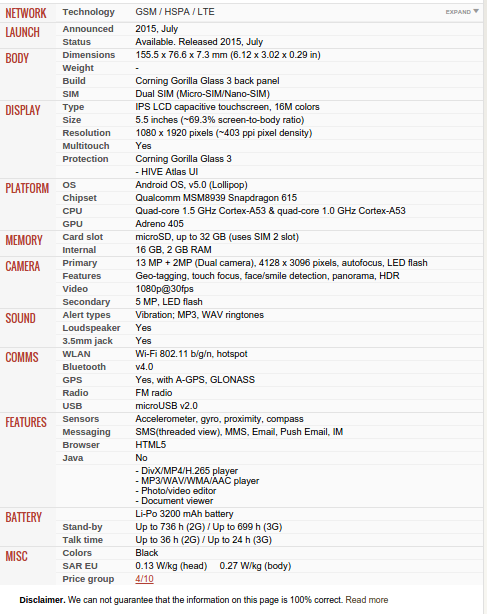 NETWORK Technology GSM / HSPA / LTE EXPAND ▼
LAUNCH Announced 2015, July
Status Available. Released 2015, July
BODY Dimensions 155.5 x 76.6 x 7.3 mm (6.12 x 3.02 x 0.29 in)
Weight -
Build Corning Gorilla Glass 3 back panel
SIM Dual SIM (Micro-SIM/Nano-SIM)
DISPLAY Type IPS LCD capacitive touchscreen, 16M colors
Size 5.5 inches (~69.3% screen-to-body ratio)
Resolution 1080 x 1920 pixels (~403 ppi pixel density)
Multitouch Yes
Protection Corning Gorilla Glass 3
- HIVE Atlas UI
PLATFORM OS Android OS, v5.0 (Lollipop)
Chipset Qualcomm MSM8939 Snapdragon 615
CPU Quad-core 1.5 GHz Cortex-A53 & quad-core 1.0 GHz Cortex-A53
GPU Adreno 405
MEMORY Card slot microSD, up to 32 GB (uses SIM 2 slot)
Internal 16 GB, 2 GB RAM
CAMERA Primary 13 MP + 2MP (Dual camera), 4128 x 3096 pixels, autofocus, LED flash
Features Geo-tagging, touch focus, face/smile detection, panorama, HDR
Video 1080p@30fps
Secondary 5 MP, LED flash
SOUND Alert types Vibration; MP3, WAV ringtones
Loudspeaker Yes
3.5mm jack Yes
COMMS WLAN Wi-Fi 802.11 b/g/n, hotspot
Bluetooth v4.0
GPS Yes, with A-GPS, GLONASS
Radio FM radio
USB microUSB v2.0
FEATURES Sensors Accelerometer, gyro, proximity, compass
Messaging SMS(threaded view), MMS, Email, Push Email, IM
Browser HTML5
Java No
- DivX/MP4/H.265 player
- MP3/WAV/WMA/AAC player
- Photo/video editor
- Document viewer
BATTERY Li-Po 3200 mAh battery
Stand-by Up to 736 h (2G) / Up to 699 h (3G)
Talk time Up to 36 h (2G) / Up to 24 h (3G)
MISC Colors Black
SAR EU 0.13 W/kg (head) 0.27 W/kg (body)
Price group 4/10
Disclaimer. We can not guarantee that the information on this page is 100% correct. Read more